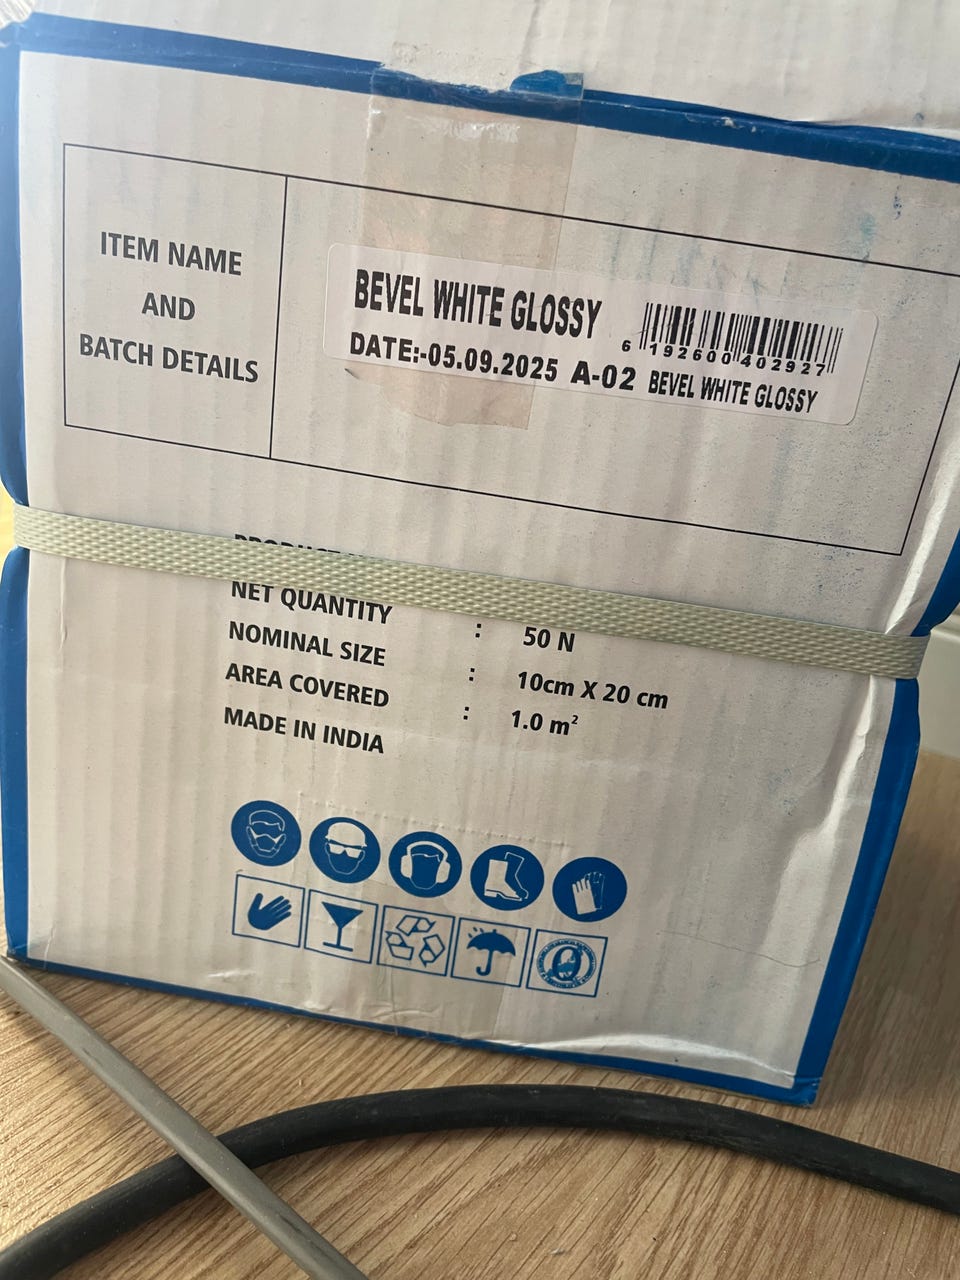 ITEM NAME
AND
BATCH DETAILS
BEVEL WHITE GLOSSY
6 192600 402927
DATE:-05.09.2025 A-02 BEVEL WHITE GLOSSY
PRODUCT
NET QUANTITY : 50 N
NOMINAL SIZE : 10cm X 20 cm
AREA COVERED : 1.0 m²
MADE IN INDIA